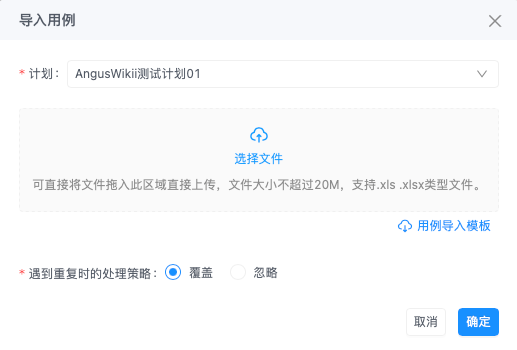 导入用例
* 计划： AngusWikii测试计划01
选择文件
可直接将文件拖入此区域直接上传，文件大小不超过20M，支持.xls .xlsx类型文件。
用例导入模板
* 遇到重复时的处理策略： 覆盖 忽略
取消 确定